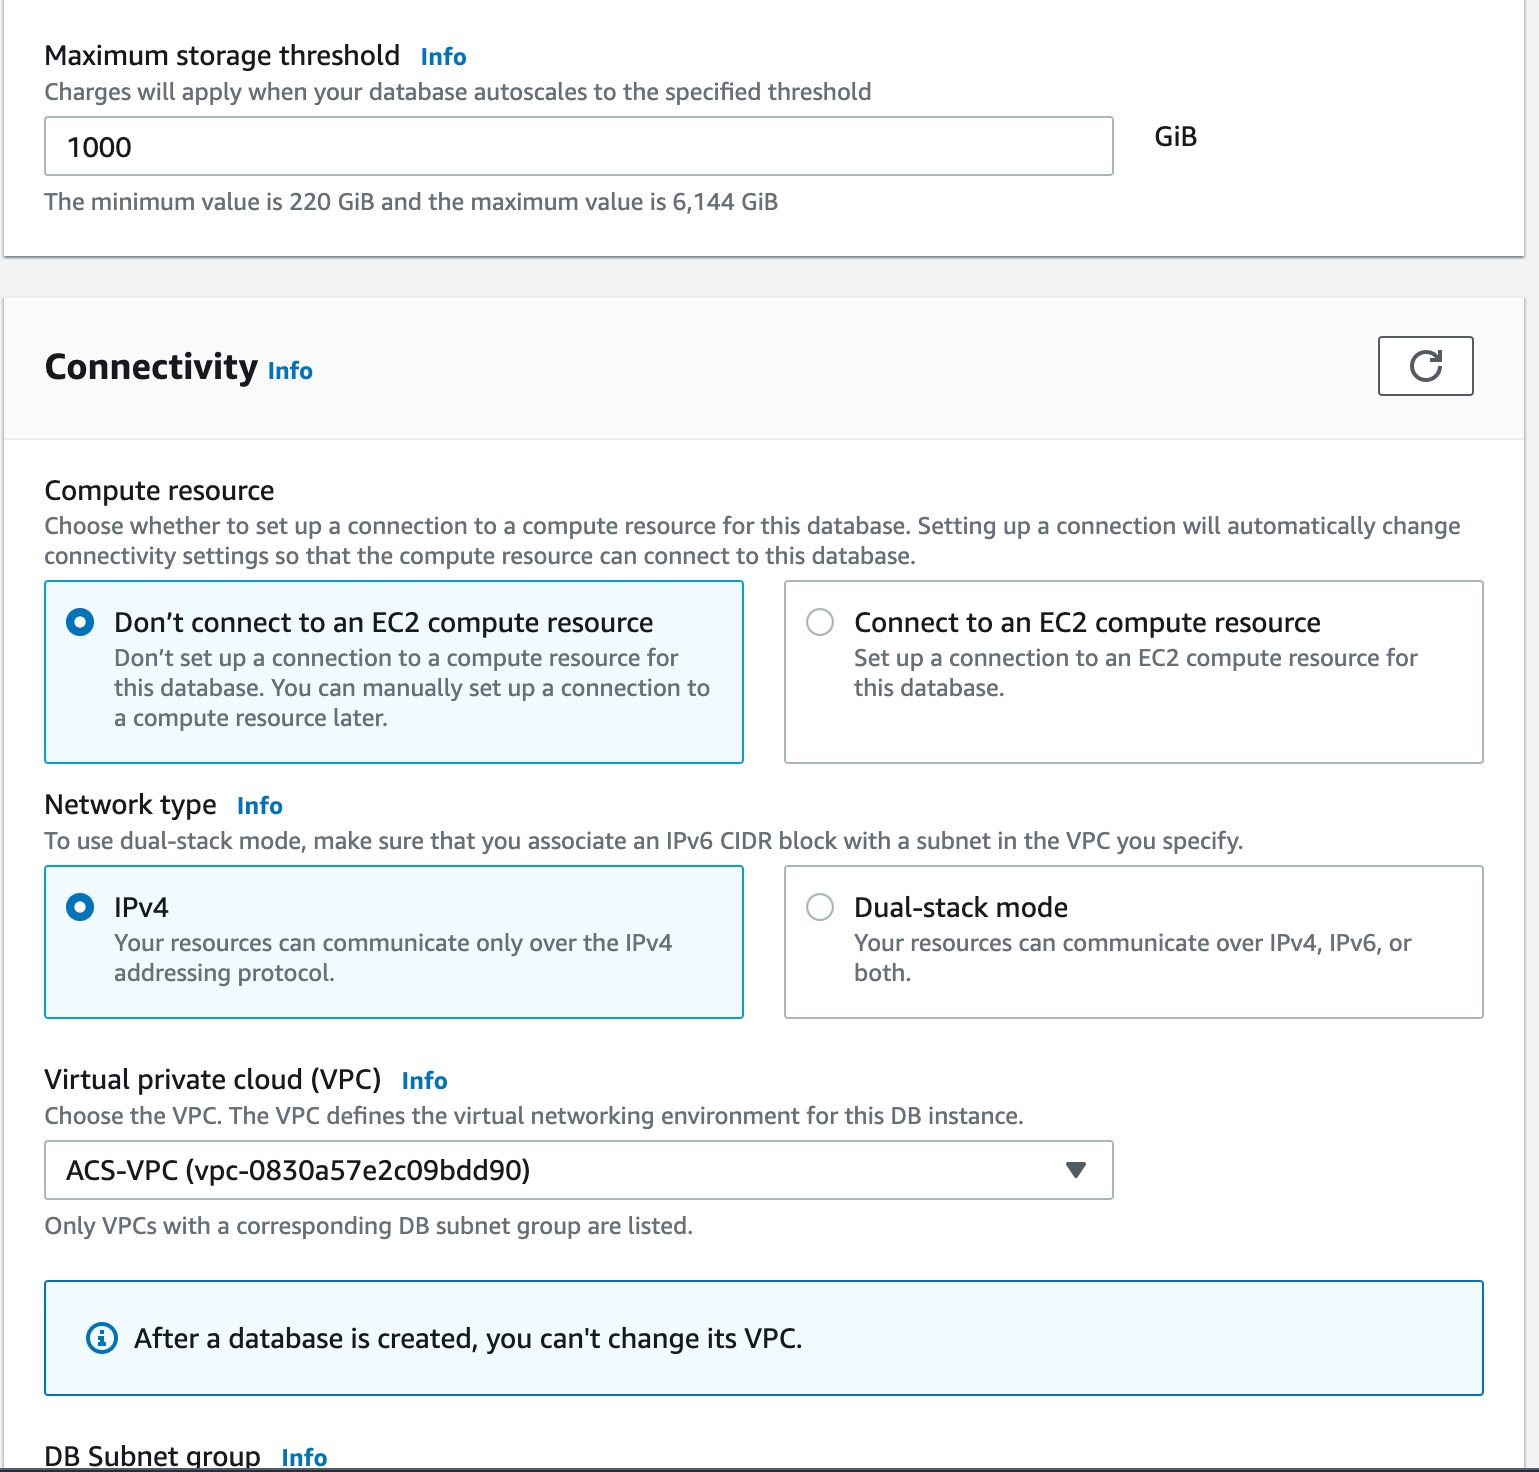 Maximum storage threshold Info
Charges will apply when your database autoscales to the specified threshold
1000 GiB
The minimum value is 220 GiB and the maximum value is 6,144 GiB
Connectivity Info
Compute resource
Choose whether to set up a connection to a compute resource for this database. Setting up a connection will automatically change
connectivity settings so that the compute resource can connect to this database.
Don’t connect to an EC2 compute resource
Don’t set up a connection to a compute resource for
this database. You can manually set up a connection to
a compute resource later.
Connect to an EC2 compute resource
Set up a connection to an EC2 compute resource for
this database.
Network type Info
To use dual-stack mode, make sure that you associate an IPv6 CIDR block with a subnet in the VPC you specify.
IPv4
Your resources can communicate only over the IPv4
addressing protocol.
Dual-stack mode
Your resources can communicate over IPv4, IPv6, or
both.
Virtual private cloud (VPC) Info
Choose the VPC. The VPC defines the virtual networking environment for this DB instance.
ACS-VPC (vpc-0830a57e2c09bdd90)
Only VPCs with a corresponding DB subnet group are listed.
After a database is created, you can't change its VPC.
DB Subnet group Info